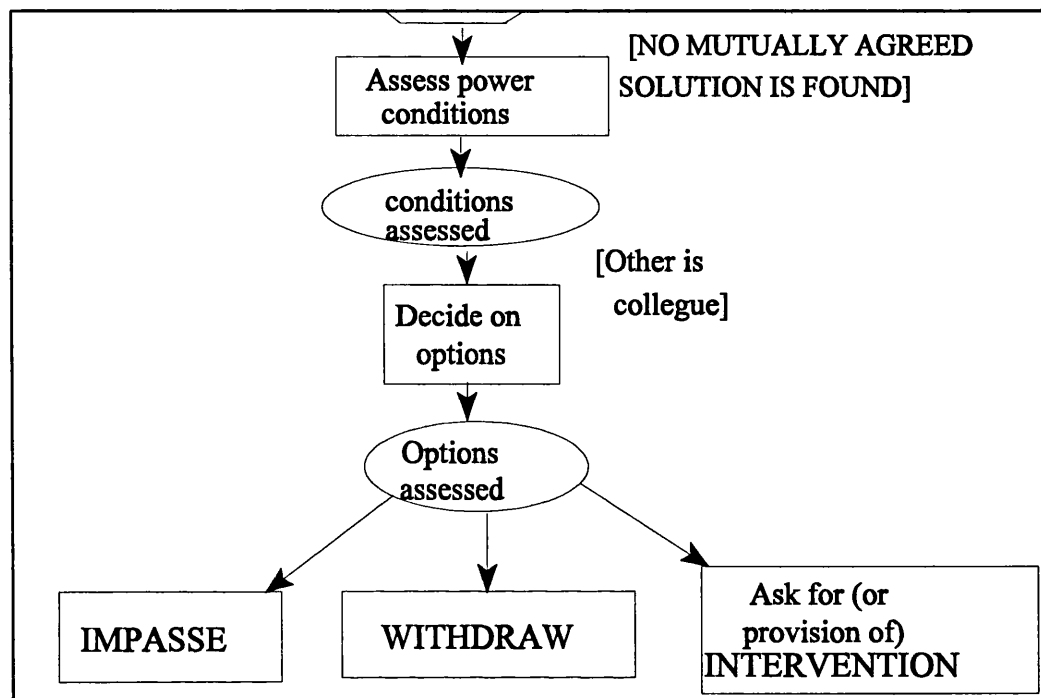 [NO MUTUALLY AGREED
SOLUTION IS FOUND]
Assess power
conditions
conditions
assessed
[Other is
collegue]
Decide on
options
Options
assessed
IMPASSE
WITHDRAW
Ask for (or
provision of)
INTERVENTION